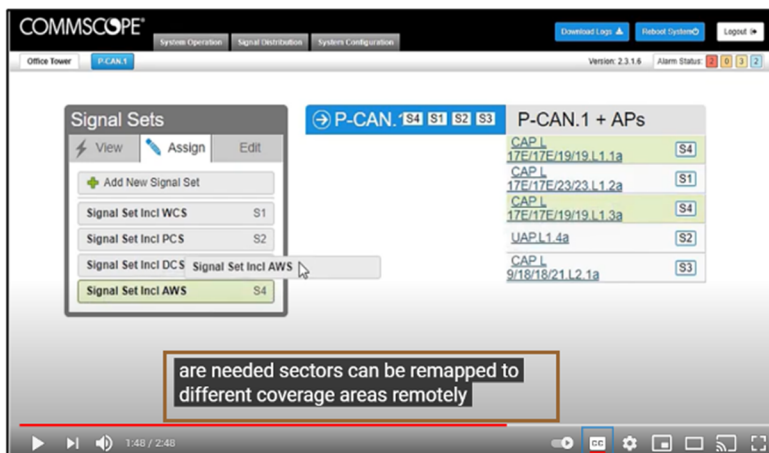 COMMSCOPE®
System Operation
Signal Distribution
System Configuration
Download Logs
Reboot System
Logout
Office Tower
P-CAN.1
Version: 2.3.1.6
Alarm Status: 2 0 3 2
Signal Sets
View
Assign
Edit
Add New Signal Set
Signal Set Incl WCS S1
Signal Set Incl PCS S2
Signal Set Incl DCS
Signal Set Incl AWS
Signal Set Incl AWS S4
P-CAN.1 S4 S1 S2 S3
P-CAN.1 + APs
CAP L
17E/17E/19/19.L1.1a S4
CAP L
17E/17E/23/23.L1.2a S1
CAP L
17E/17E/19/19.L1.3a S4
UAP.L1.4a S2
CAP L
9/18/18/21.L2.1a S3
are needed sectors can be remapped to
different coverage areas remotely
1:48 / 2:48
CC